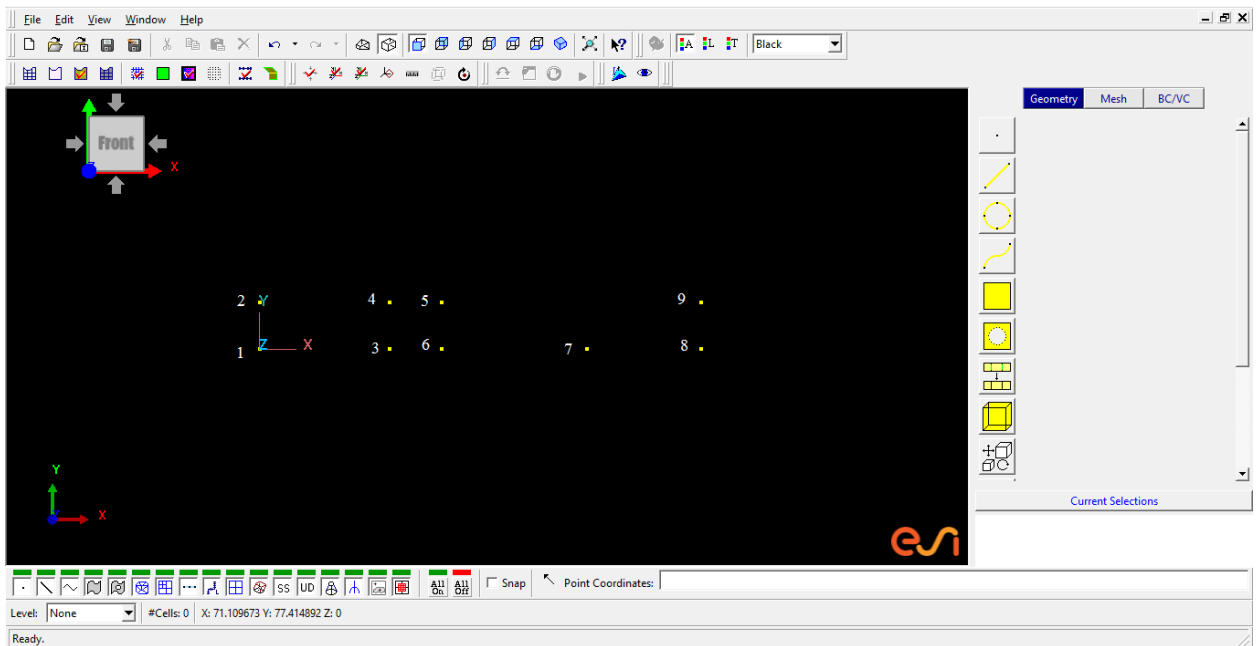 File Edit View Window Help
A L T Black
Geometry Mesh BC/VC
Front
X
2 Y 4 5 9
1 Z X 3 6 7 8
Y
X
Current Selections
esi
SS UD All On All Off Snap Point Coordinates:
Level: None #Cells: 0 X: 71.109673 Y: 77.414892 Z: 0
Ready.